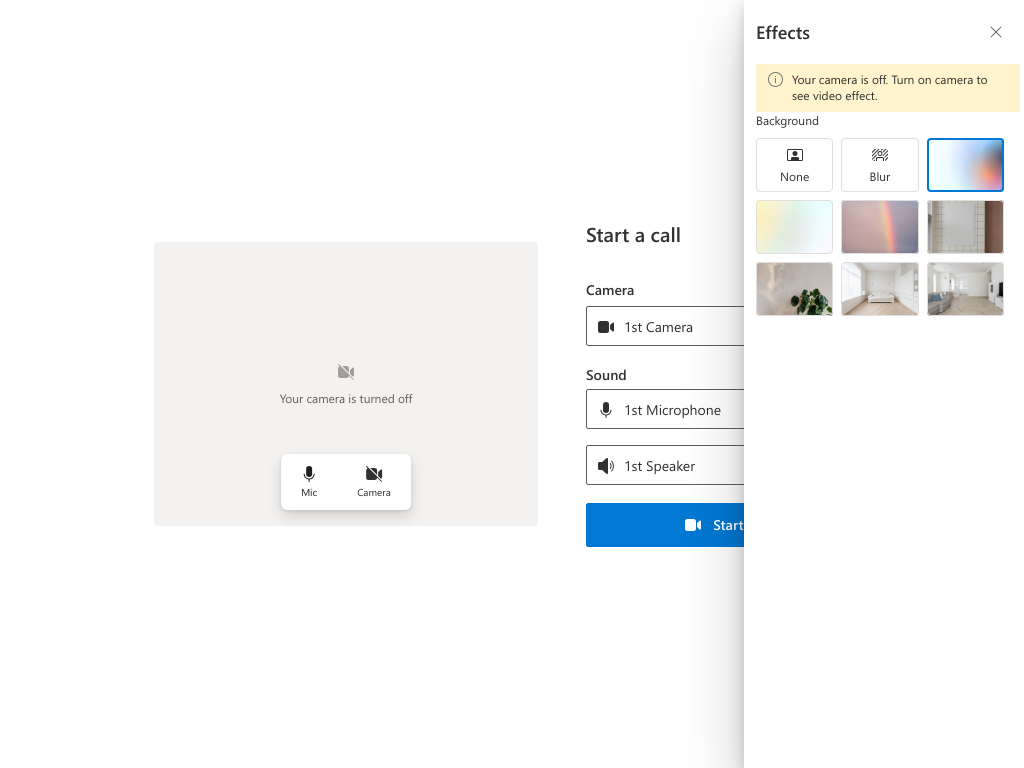 Your camera is turned off
Mic
Camera
Start a call
Camera
1st Camera
Sound
1st Microphone
1st Speaker
Start
Effects
Your camera is off. Turn on camera to
see video effect.
Background
None
Blur